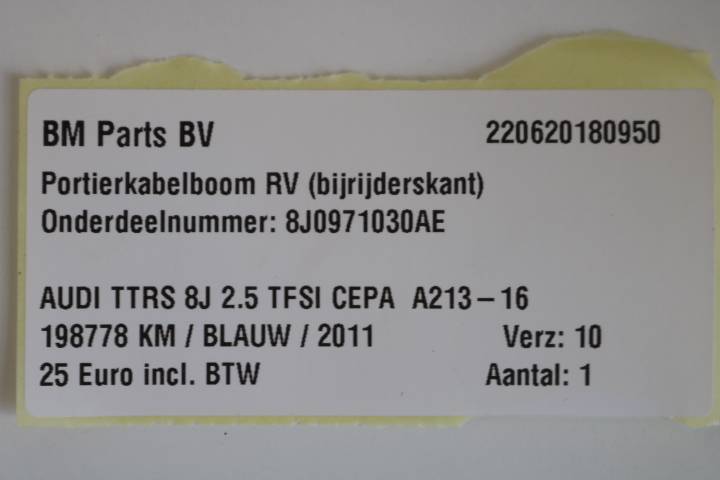 BM Parts BV 220620180950
Portierkabelboom RV (bijrijderskant)
Onderdeelnummer: 8J0971030AE
AUDI TTRS 8J 2.5 TFSI CEPA A213-16
198778 KM / BLAUW / 2011 Verz: 10
25 Euro incl. BTW Aantal: 1